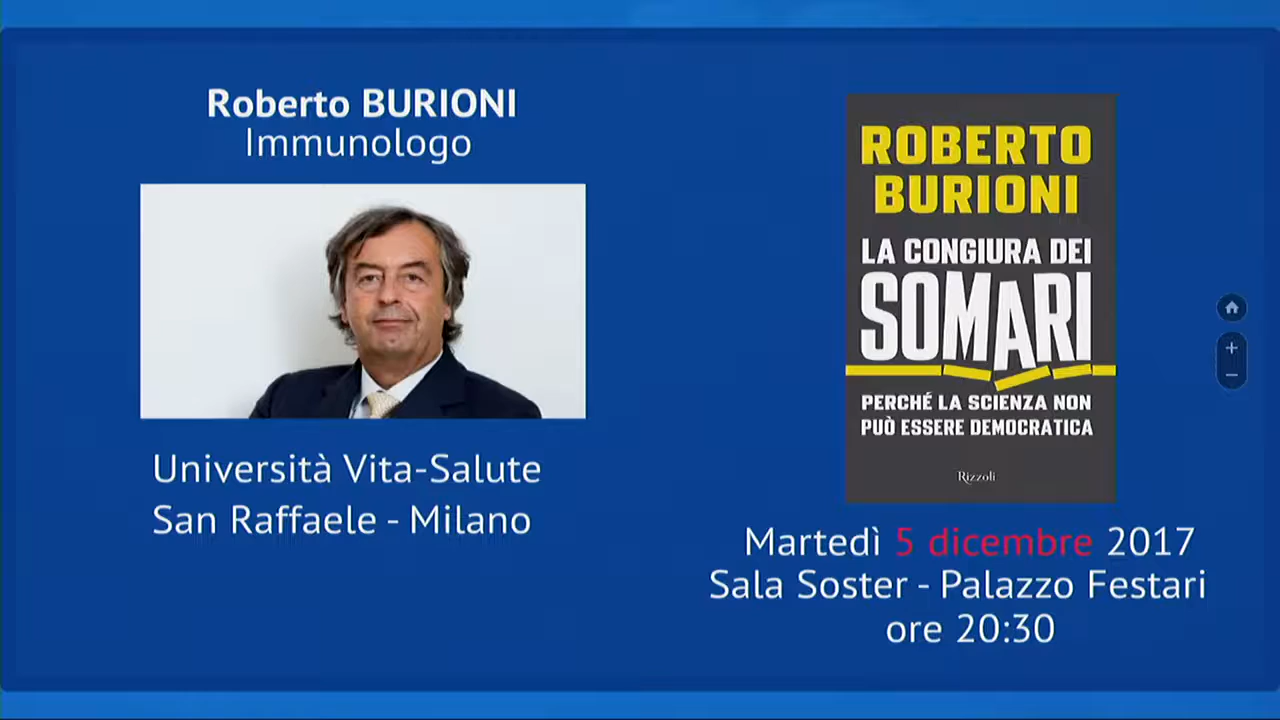 Roberto BURIONI
Immunologo
Università Vita-Salute
San Raffaele - Milano
ROBERTO
BURIONI
LA CONGIURA DEI
SOMARI
PERCHÉ LA SCIENZA NON
PUÒ ESSERE DEMOCRATICA
Rizzoli
Martedì 5 dicembre 2017
Sala Soster - Palazzo Festari
ore 20:30